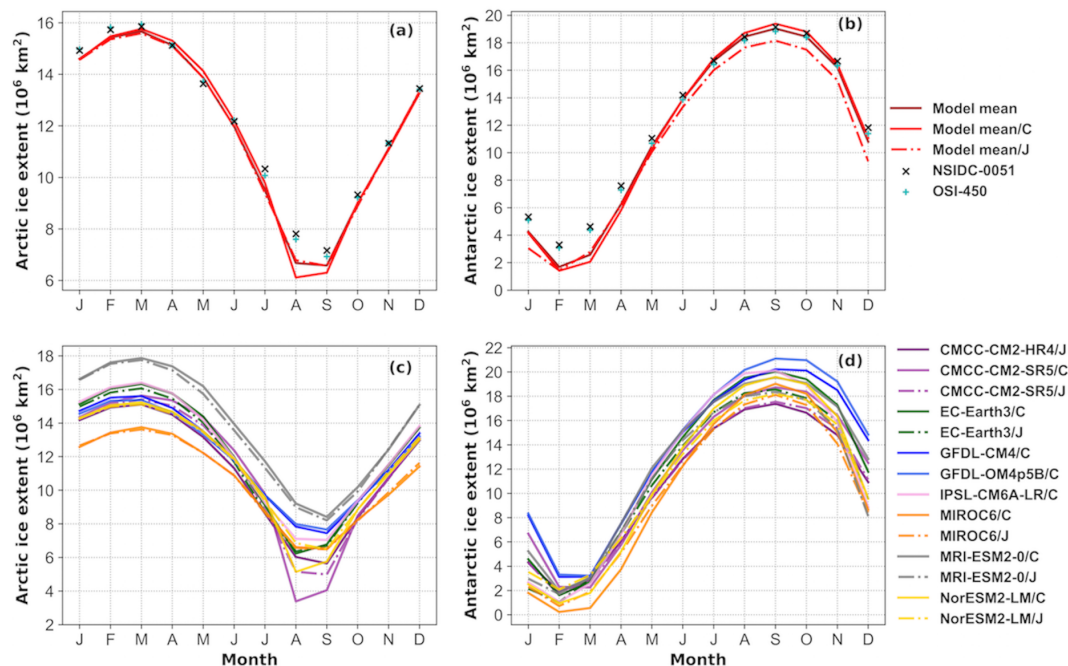 (a)
Arctic ice extent (10⁶ km²)
16
14
12
10
8
6
J F M A M J J A S O N D
(b)
Antarctic ice extent (10⁶ km²)
20
18
16
14
12
10
8
6
4
2
0
J F M A M J J A S O N D
Model mean
Model mean/C
Model mean/J
NSIDC-0051
OSI-450
(c)
Arctic ice extent (10⁶ km²)
18
16
14
12
10
8
6
4
2
J F M A M J J A S O N D
Month
(d)
Antarctic ice extent (10⁶ km²)
22
20
18
16
14
12
10
8
6
4
2
0
J F M A M J J A S O N D
Month
CMCC-CM2-HR4/J
CMCC-CM2-SR5/C
CMCC-CM2-SR5/J
EC-Earth3/C
EC-Earth3/J
GFDL-CM4/C
GFDL-OM4p5B/C
IPSL-CM6A-LR/C
MIROC6/C
MIROC6/J
MRI-ESM2-0/C
MRI-ESM2-0/J
NorESM2-LM/C
NorESM2-LM/J